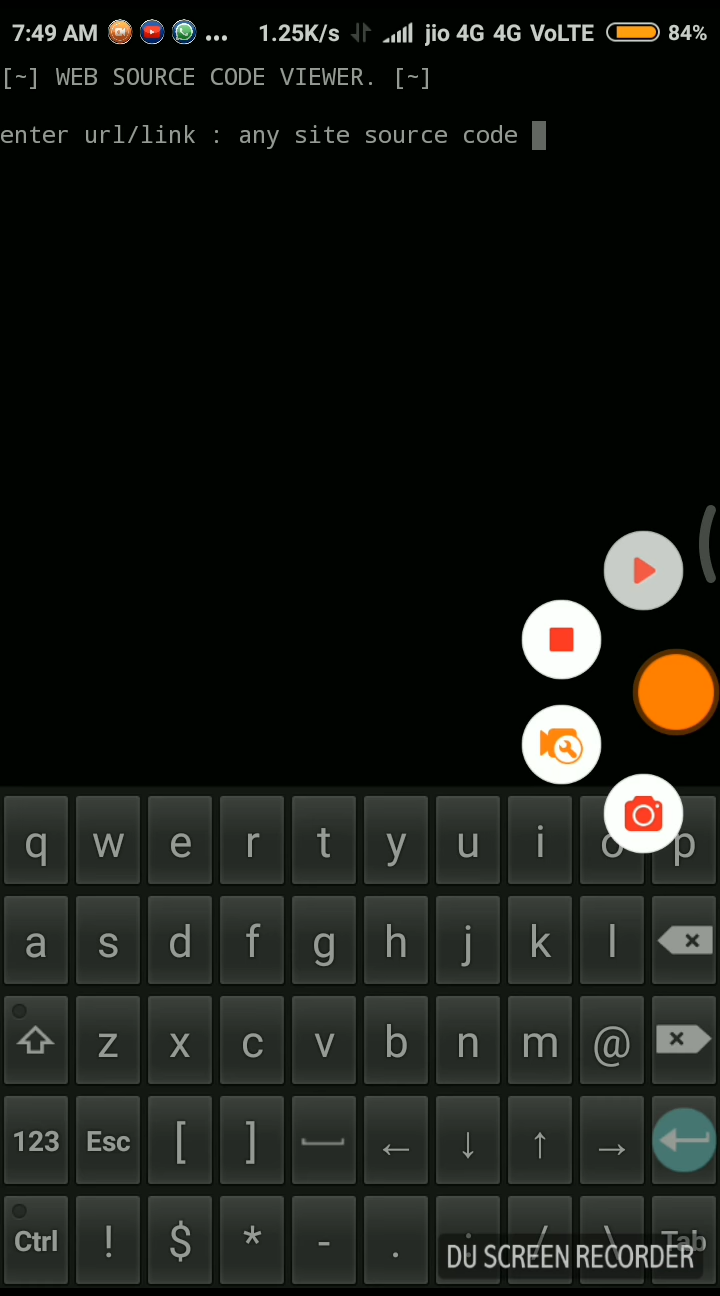 7:49 AM ... 1.25K/s jio 4G 4G VoLTE 84%
[~] WEB SOURCE CODE VIEWER. [~]
enter url/link : any site source code
q w e r t y u i o p
a s d f g h j k l
z x c v b n m @
123 Esc [ ] ← ↓ ↑ →
Ctrl ! $ * - . : / \ Tab
DU SCREEN RECORDER